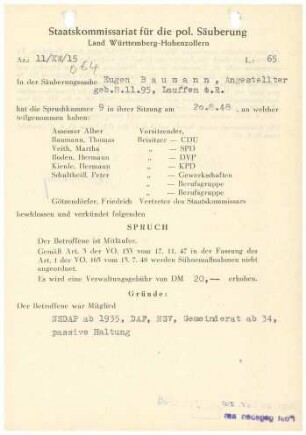 Staatskommissariat für die pol. Säuberung
Land Württemberg-Hohenzollern
Az.: 11/XW/15 L.: 65
064
In der Säuberungssache Eugen Baumann, Angestellter
geb.8.11.95, Lauffen o.R.
hat die Spruchkammer 9 in ihrer Sitzung am 20.8.48, an welcher
teilgenommen haben:
Assessor Alber Vorsitzender,
Baumann, Thomas Beisitzer — CDU
Veith, Martha „ — SPD
Boden, Hermann „ — DVP
Kienle, Hermann „ — KPD
Schultheiß, Peter „ — Gewerkschaften
„ — Berufsgruppe
„ — Berufsgruppe
Götzendörfer, Friedrich Vertreter des Staatskommissars
beschlossen und verkündet folgenden
SPRUCH
Der Betroffene ist Mitläufer.
Gemäß Art. 3 der VO. 133 vom 17. 11. 47 in der Fassung des
Art. 1 der VO. 165 vom 13. 7. 48 werden Sühnemaßnahmen nicht
angeordnet.
Es wird eine Verwaltungsgebühr von DM 20,— erhoben.
Gründe:
Der Betroffene war Mitglied
NSDAP ab 1935, DAF, NSV, Gemeinderat ab 34,
passive Haltung